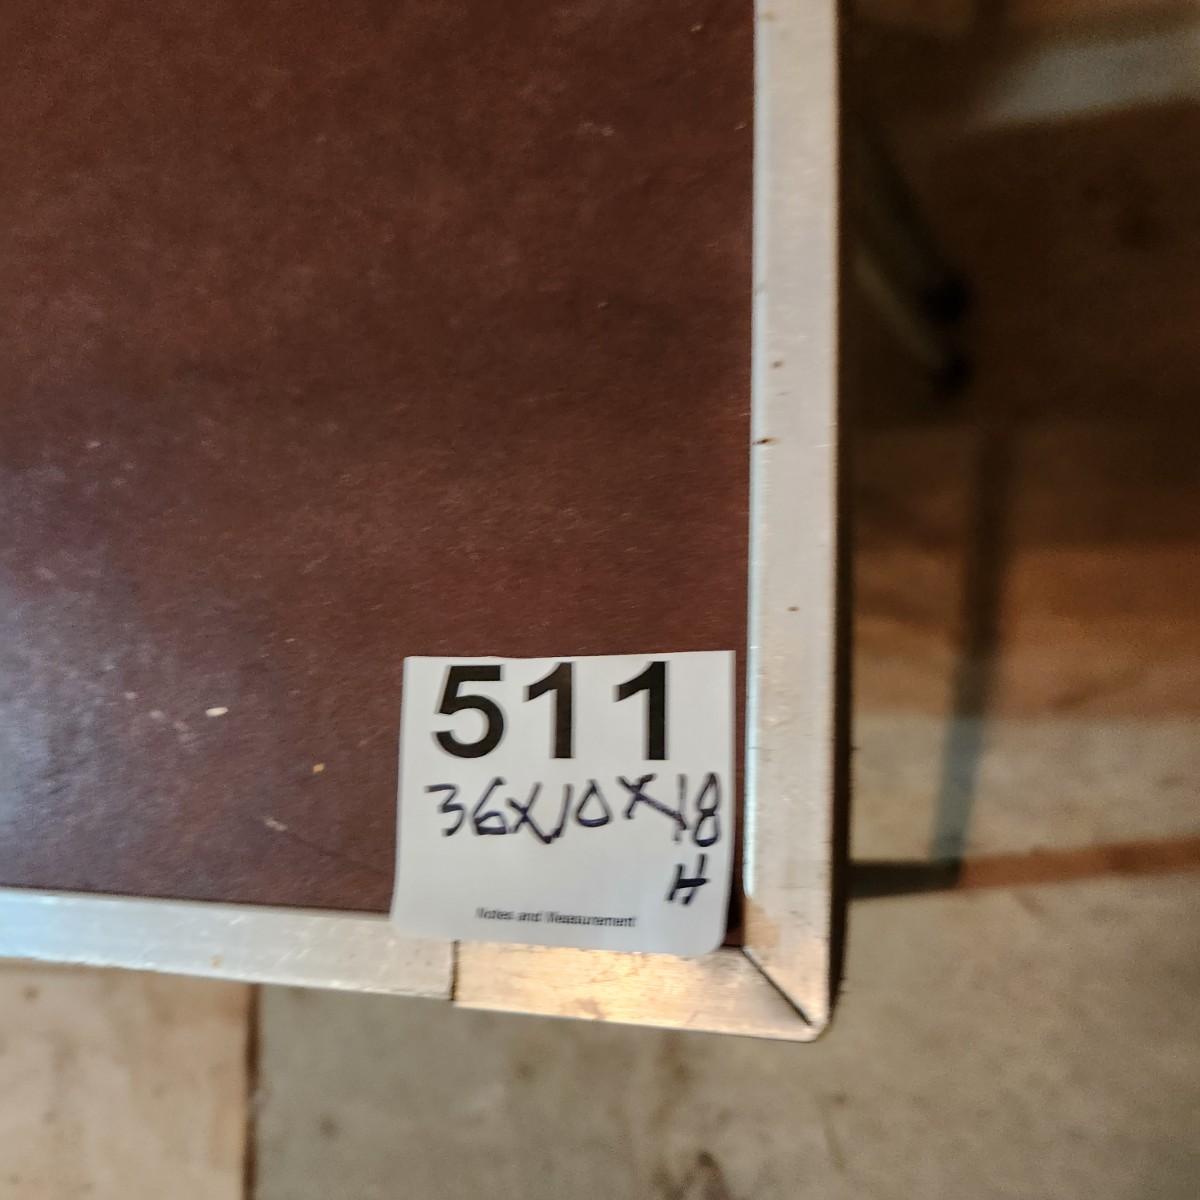 511
36X10X18
H
Notes and Measurement